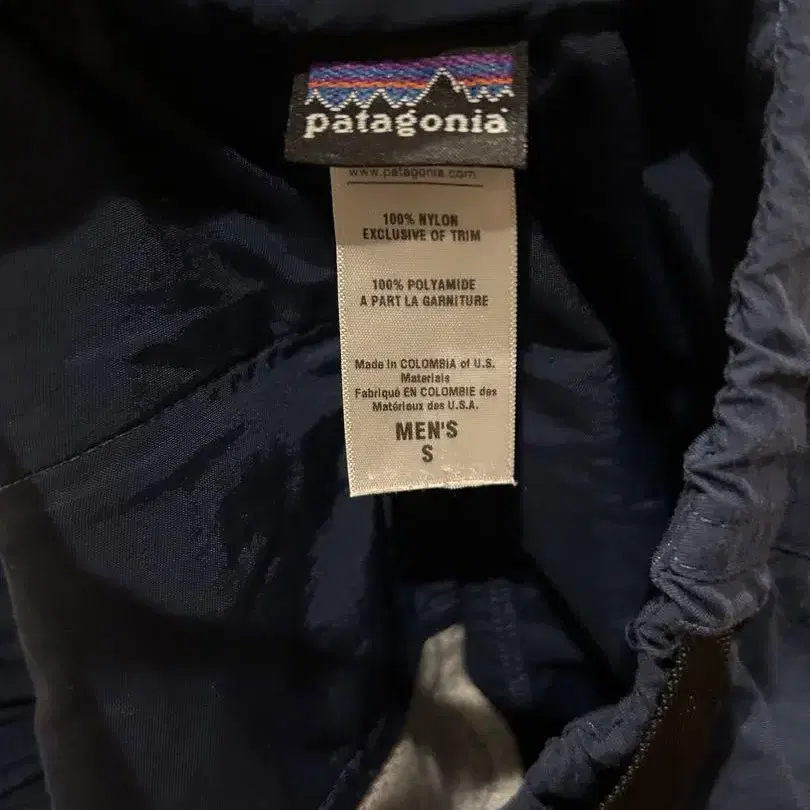 patagonia
www.patagonia.com
100% NYLON
EXCLUSIVE OF TRIM
100% POLYAMIDE
A PART LA GARNITURE
Made in COLOMBIA of U.S.
Materials
Fabriqué EN COLOMBIE des
Matériaux des U.S.A.
MEN'S
S